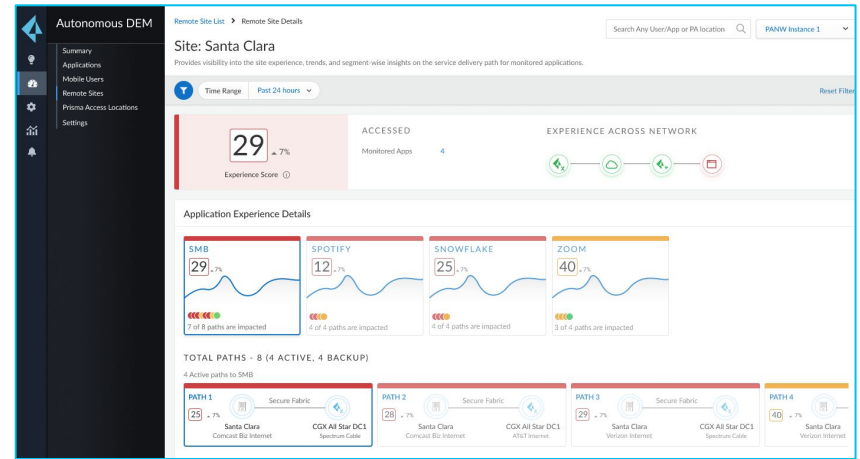 Autonomous DEM
Summary
Applications
Mobile Users
Remote Sites
Prisma Access Locations
Settings
Remote Site List > Remote Site Details
Search Any User/App or PA location
PANW Instance 1
Site: Santa Clara
Provides visibility into the site experience, trends, and segment-wise insights on the service delivery path for monitored applications.
Time Range Past 24 hours
Reset Filter
29 7%
Experience Score
ACCESSED
Monitored Apps 4
EXPERIENCE ACROSS NETWORK
Application Experience Details
SMB
29 7%
7 of 8 paths are impacted
SPOTIFY
12 7%
4 of 4 paths are impacted
SNOWFLAKE
25 7%
4 of 4 paths are impacted
ZOOM
40 7%
3 of 4 paths are impacted
TOTAL PATHS - 8 (4 ACTIVE, 4 BACKUP)
4 Active paths to SMB
PATH 1
Secure Fabric
25 7%
Santa Clara CGX All Star DC1
Comcast Biz Internet Spectrum Cable
PATH 2
Secure Fabric
28 7%
Santa Clara CGX All Star DC1
Comcast Biz Internet AT&T Internet
PATH 3
Secure Fabric
29 7%
Santa Clara CGX All Star DC1
Verizon Internet Spectrum Cable
PATH 4
40 7%
Santa Clara
Verizon Internet